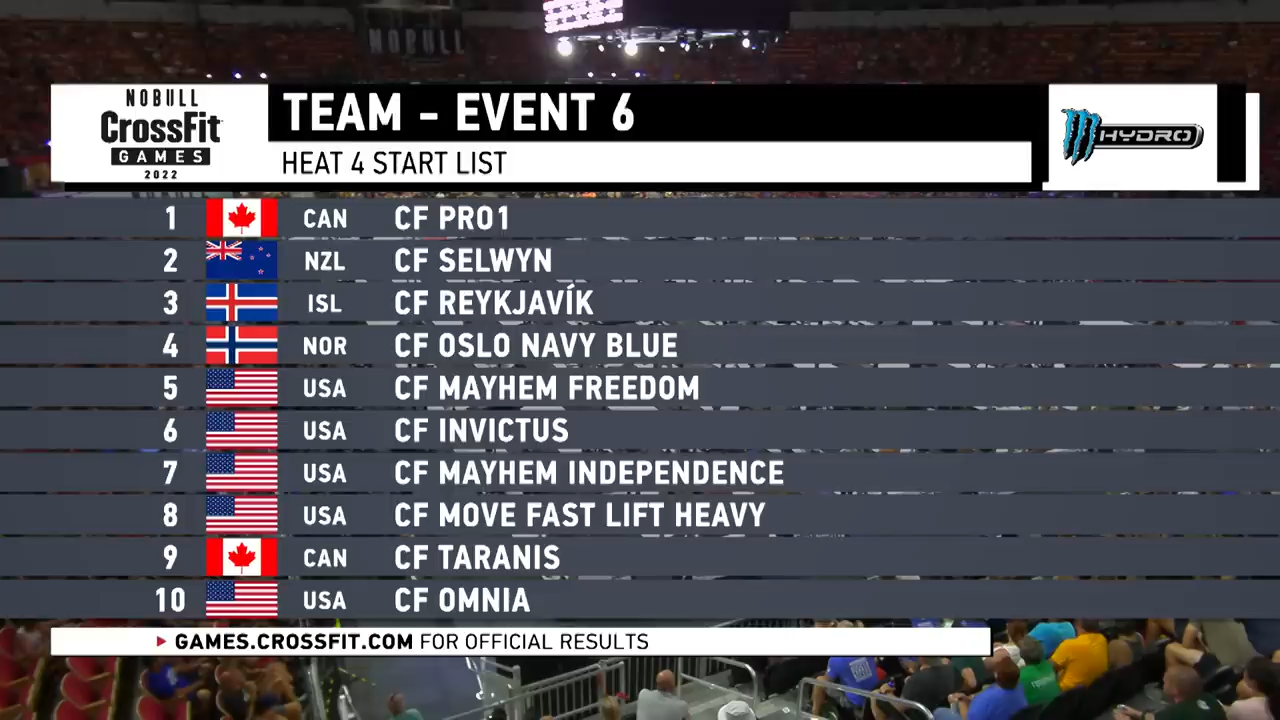 NOBULL
NOBULL
CrossFit
GAMES
2022
TEAM - EVENT 6
HEAT 4 START LIST
HYDRO
1 CAN CF PRO1
2 NZL CF SELWYN
3 ISL CF REYKJAVÍK
4 NOR CF OSLO NAVY BLUE
5 USA CF MAYHEM FREEDOM
6 USA CF INVICTUS
7 USA CF MAYHEM INDEPENDENCE
8 USA CF MOVE FAST LIFT HEAVY
9 CAN CF TARANIS
10 USA CF OMNIA
GAMES.CROSSFIT.COM FOR OFFICIAL RESULTS